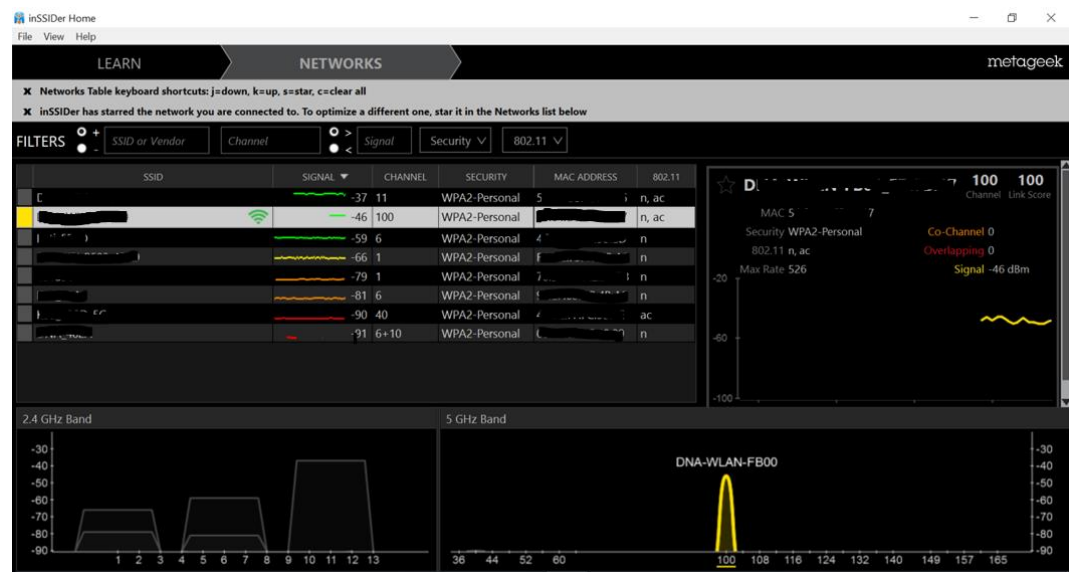 inSSIDer Home
File View Help
LEARN NETWORKS metageek
x Networks Table keyboard shortcuts: j=down, k=up, s=star, c=clear all
x inSSIDer has starred the network you are connected to. To optimize a different one, star it in the Networks list below
FILTERS + - SSID or Vendor Channel > < Signal Security 802.11
SSID SIGNAL CHANNEL SECURITY MAC ADDRESS 802.11
-37 11 WPA2-Personal 5 n, ac
-46 100 WPA2-Personal n, ac
-59 6 WPA2-Personal 4 n
-66 1 WPA2-Personal n
-79 1 WPA2-Personal 7 n
-81 6 WPA2-Personal n
-90 40 WPA2-Personal ac
-91 6+10 WPA2-Personal n
D 100 100
Channel Link Score
MAC 5 7
Security WPA2-Personal Co-Channel 0
802.11 n, ac Overlapping 0
Max Rate 526 Signal -46 dBm
-20
-60
-100
2.4 GHz Band
-30
-40
-50
-60
-70
-80
-90
1 2 3 4 5 6 7 8 9 10 11 12 13
5 GHz Band
DNA-WLAN-FB00
-30
-40
-50
-60
-70
-80
-90
36 44 52 60 100 108 116 124 132 140 149 157 165